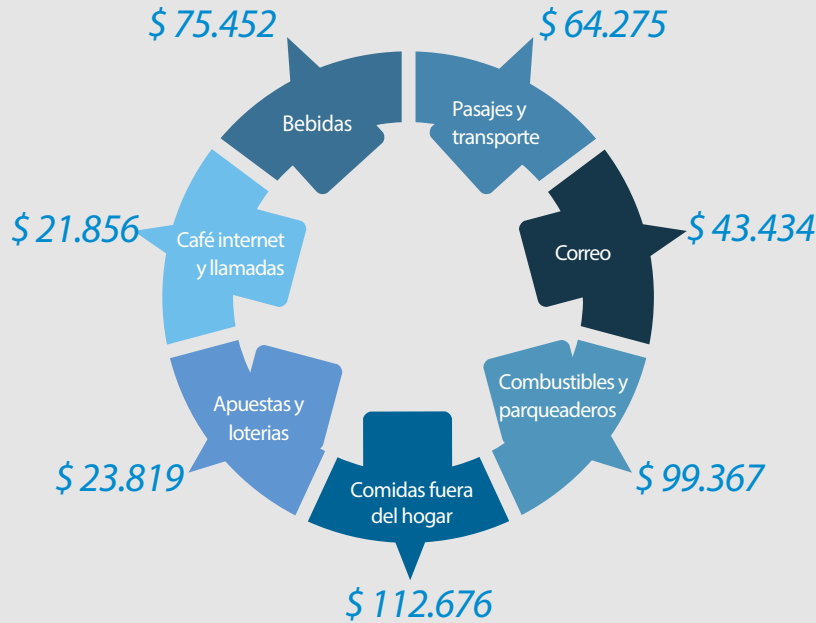 $ 75.452
$ 64.275
Bebidas
Pasajes y
transporte
$ 21.856
Café internet
y llamadas
Correo
$ 43.434
Apuestas y
loterias
Combustibles y
parqueaderos
$ 23.819
$ 99.367
Comidas fuera
del hogar
$ 112.676